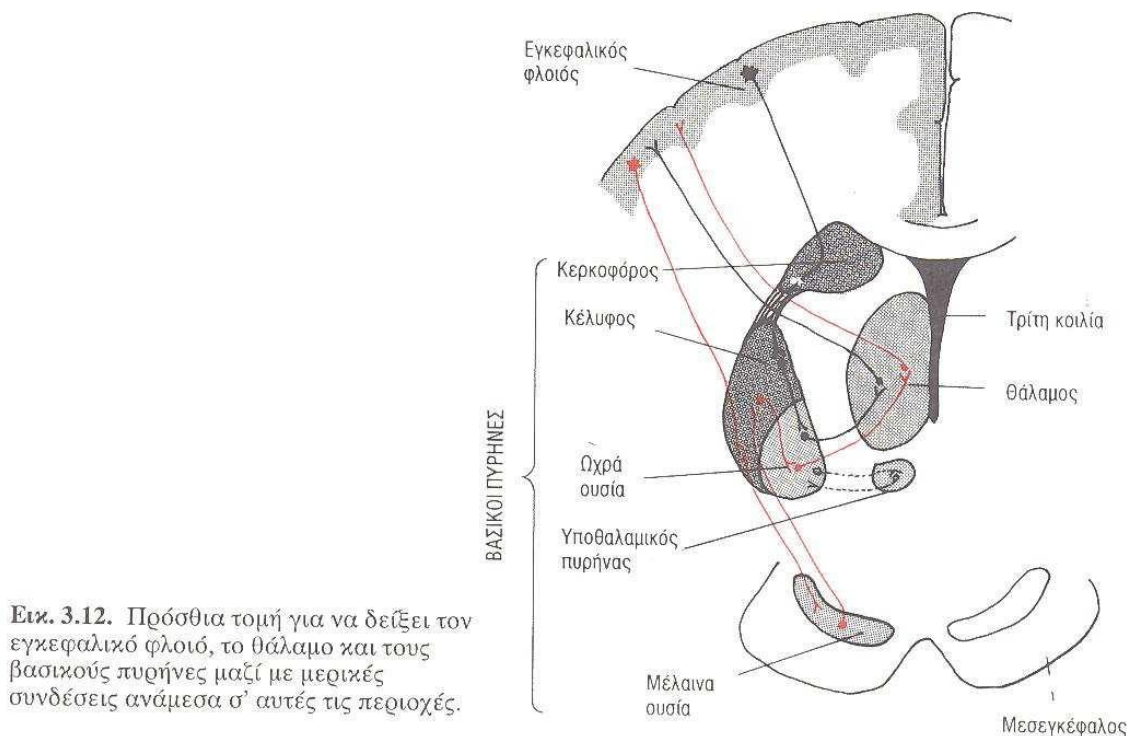 Εγκεφαλικός
φλοιός
Κερκοφόρος
Κέλυφος
Τρίτη κοιλία
Θάλαμος
ΒΑΣΙΚΟΙ ΠΥΡΗΝΕΣ
Ωχρά
ουσία
Υποθαλαμικός
πυρήνας
Μέλαινα
ουσία
Μεσεγκέφαλος
Εικ. 3.12. Πρόσθια τομή για να δείξει τον
εγκεφαλικό φλοιό, το θάλαμο και τους
βασικούς πυρήνες μαζί με μερικές
συνδέσεις ανάμεσα σ' αυτές τις περιοχές.